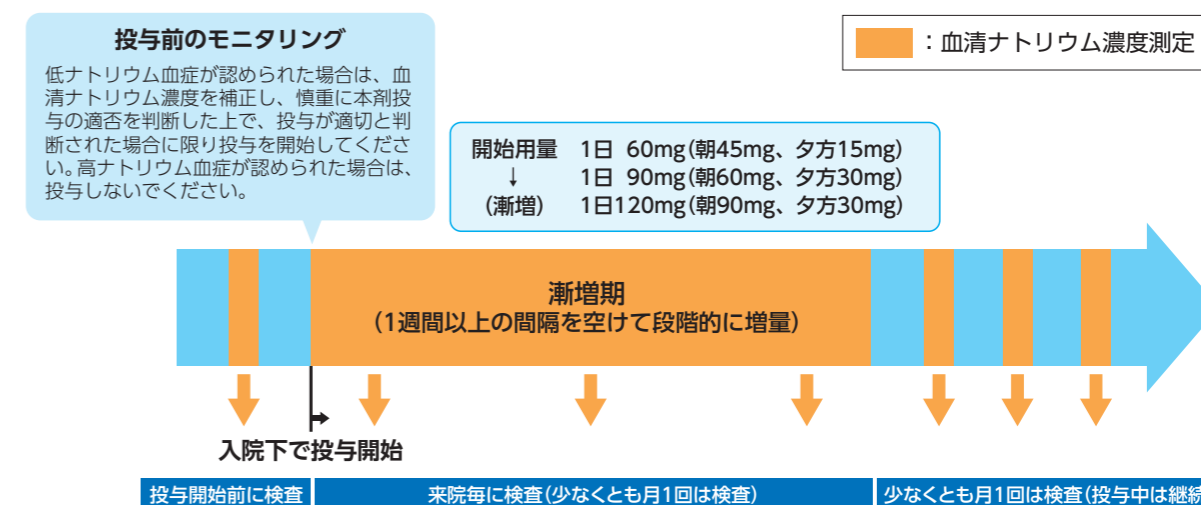 投与前のモニタリング
低ナトリウム血症が認められた場合は、血
清ナトリウム濃度を補正し、慎重に本剤投
与の適否を判断した上で、投与が適切と判
断された場合に限り投与を開始してくださ
い。高ナトリウム血症が認められた場合は、
投与しないでください。
：血清ナトリウム濃度測定
開始用量 1日 60mg(朝45mg、夕方15mg)
↓ 1日 90mg(朝60mg、夕方30mg)
(漸増) 1日120mg(朝90mg、夕方30mg)
漸増期
(1週間以上の間隔を空けて段階的に増量)
入院下で投与開始
投与開始前に検査
来院毎に検査(少なくとも月1回は検査)
少なくとも月1回は検査(投与中は継続